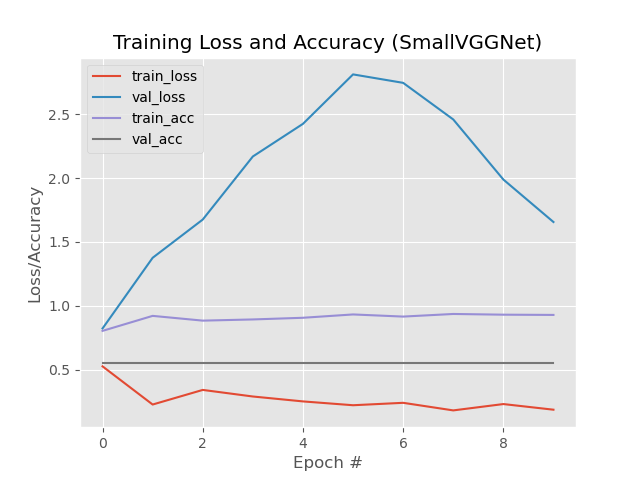 Training Loss and Accuracy (SmallVGGNet)
train_loss
val_loss
train_acc
val_acc
2.5
2.0
1.5
1.0
0.5
Loss/Accuracy
0 2 4 6 8
Epoch #